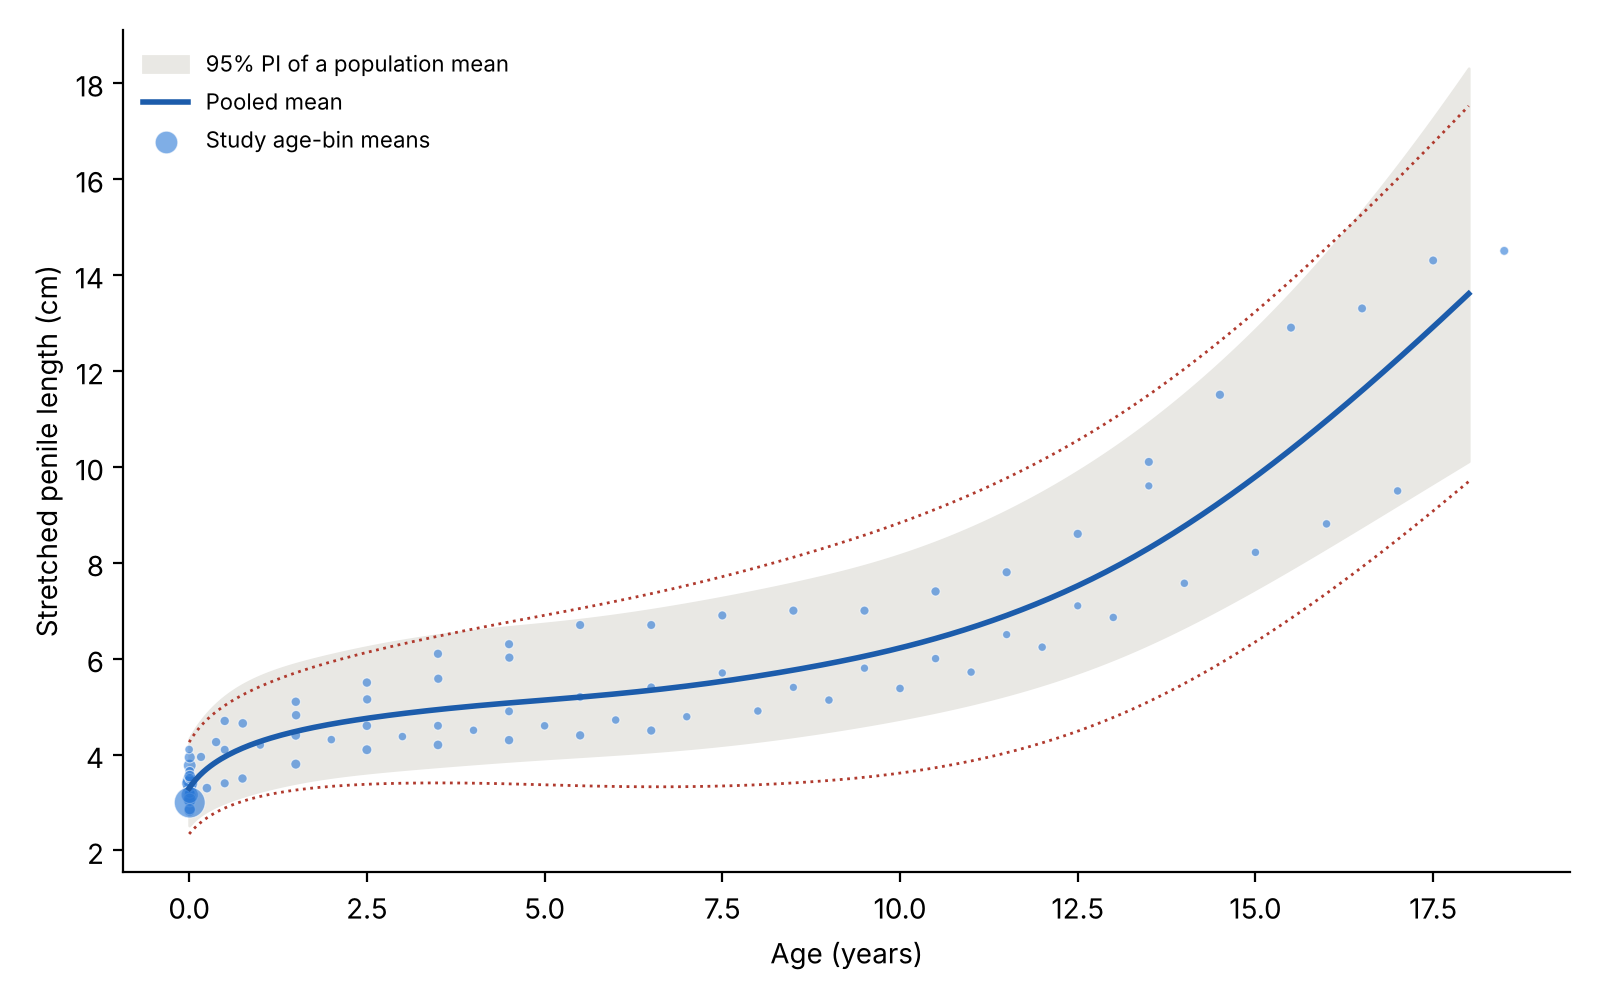 95% PI of a population mean
Pooled mean
Study age-bin means
Stretched penile length (cm)
18
16
14
12
10
8
6
4
2
0.0 2.5 5.0 7.5 10.0 12.5 15.0 17.5
Age (years)